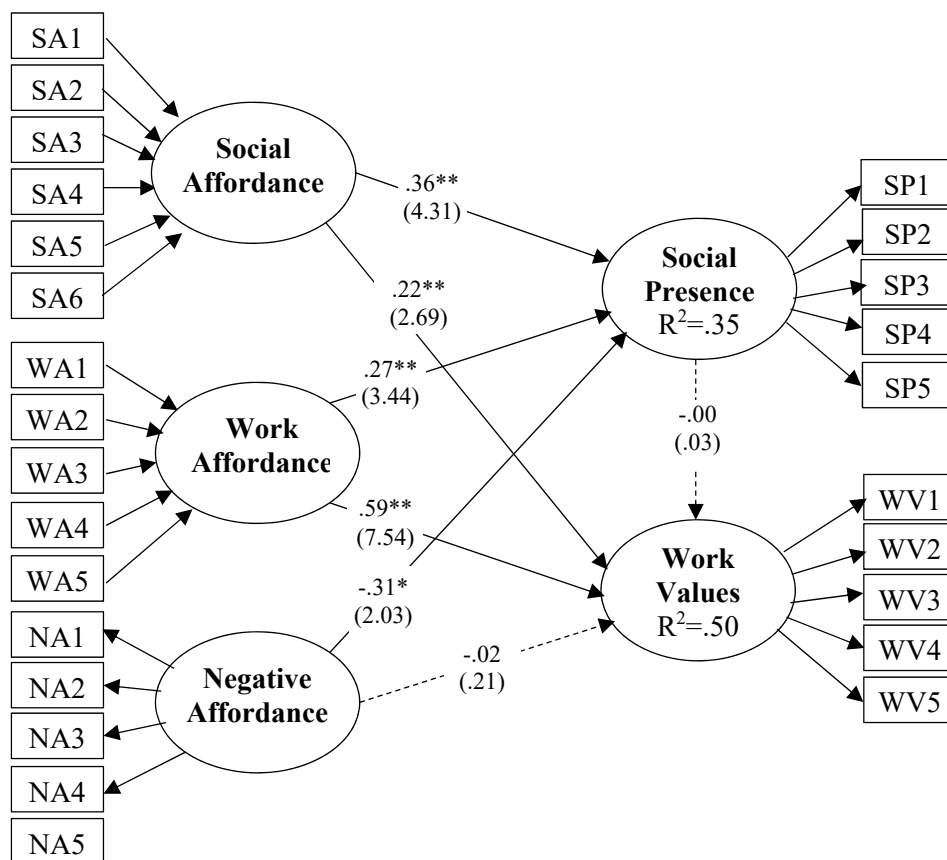 SA1
SA2
SA3
SA4
SA5
SA6
WA1
WA2
WA3
WA4
WA5
NA1
NA2
NA3
NA4
NA5
Social
Affordance
Work
Affordance
Negative
Affordance
.36**
(4.31)
.22**
(2.69)
.27**
(3.44)
.59**
(7.54)
-.31*
(2.03)
-.02
(.21)
Social
Presence
R²=.35
-.00
(.03)
Work
Values
R²=.50
SP1
SP2
SP3
SP4
SP5
WV1
WV2
WV3
WV4
WV5